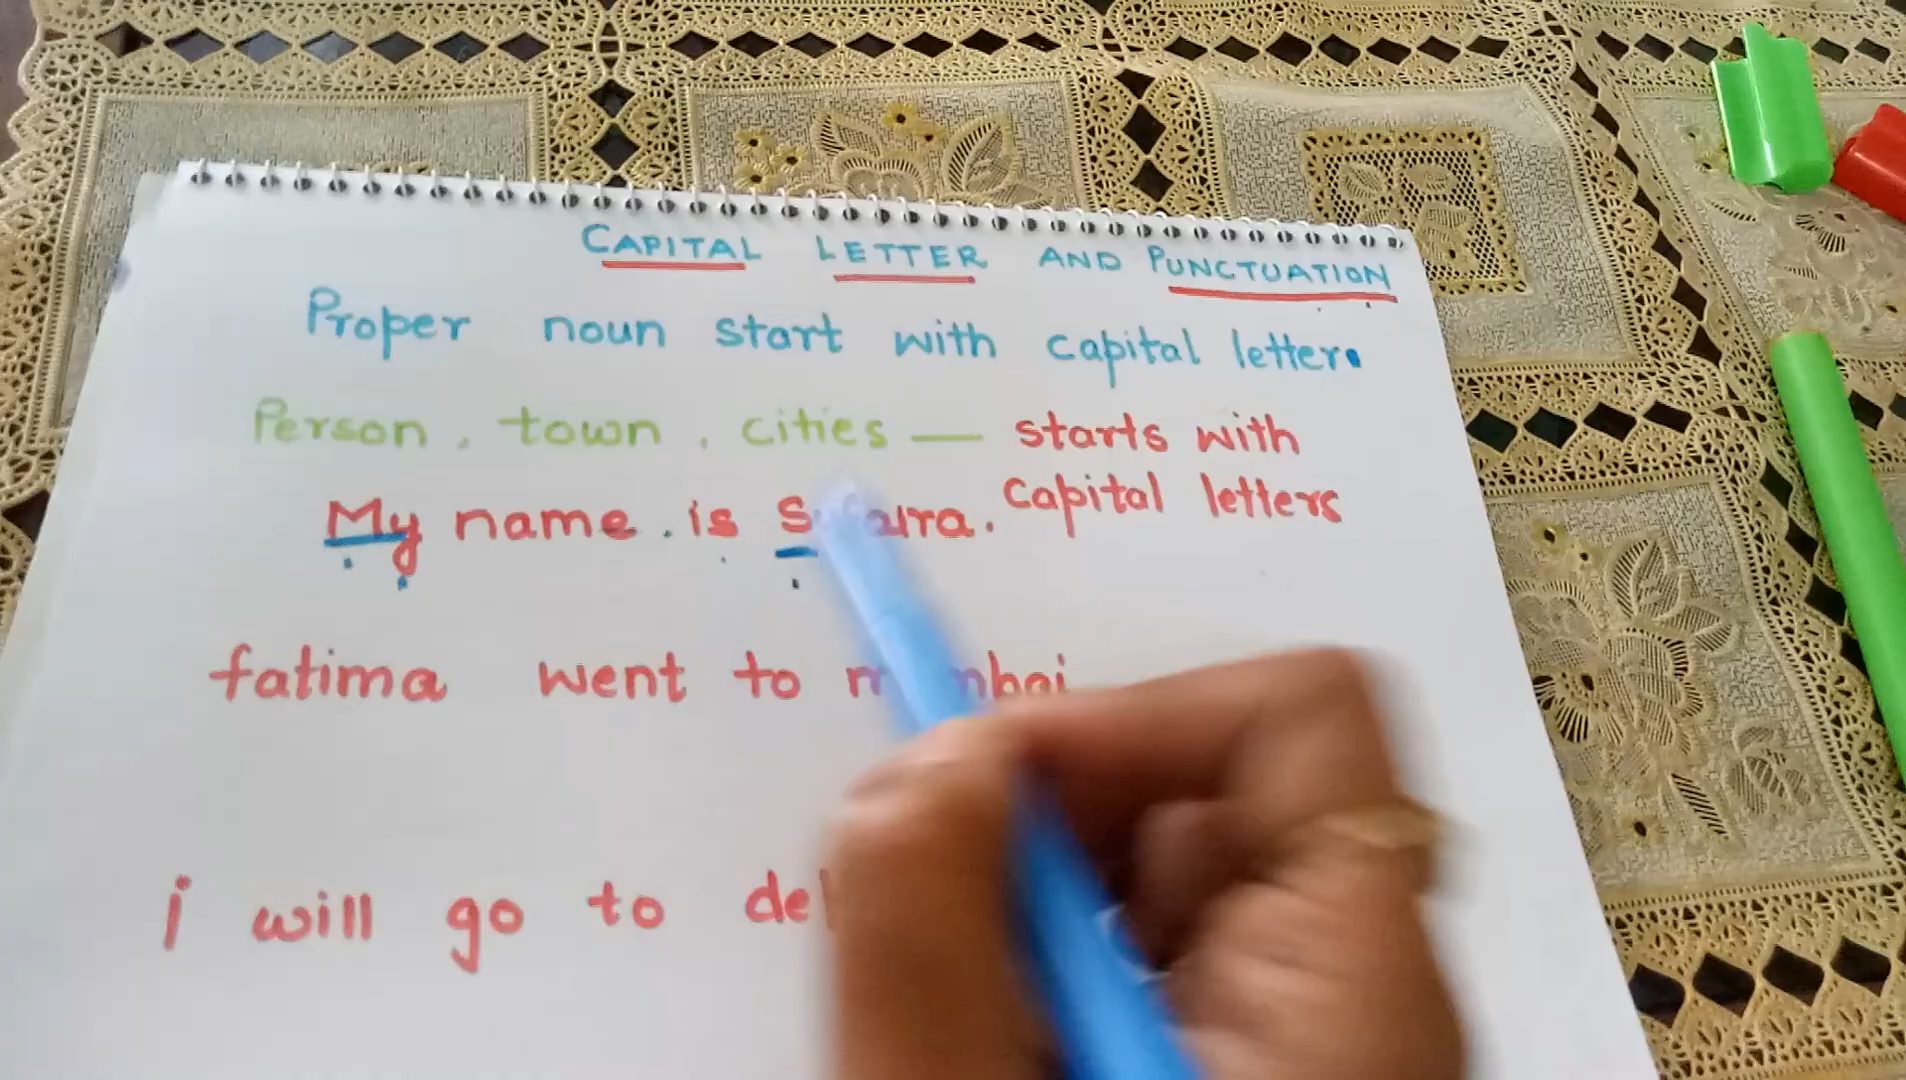 CAPITAL LETTER AND PUNCTUATION
Proper noun start with capital letter.
Person, town, cities — starts with
capital letters
My name is
fatima went to
i will go to